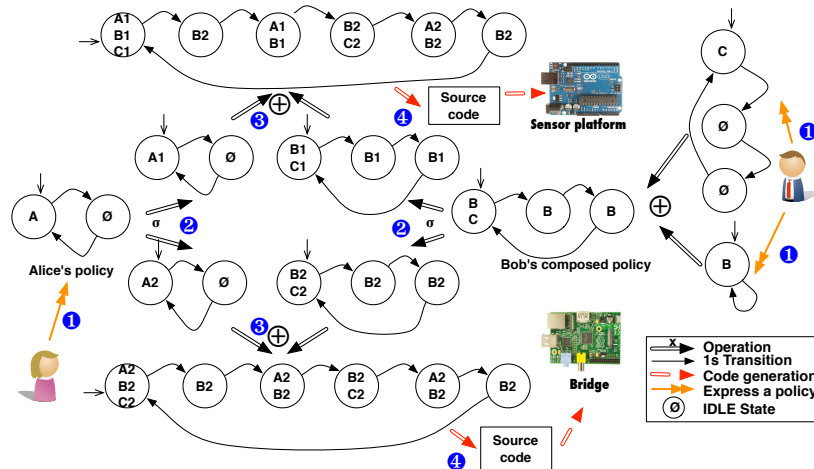 A1
B1
C1
B2
A1
B1
B2
C2
A2
B2
B2
3
4
Source
code
Sensor platform
C
1
Ø
Ø
A1
Ø
B1
C1
B1
B1
A
Ø
σ
2
Alice's policy
2
σ
B
C
B
B
Bob's composed policy
B
1
A2
Ø
B2
C2
B2
B2
1
3
A2
B2
C2
B2
A2
B2
B2
C2
A2
B2
B2
4
Source
code
Bridge
x
Operation
1s Transition
Code generation
Express a policy
Ø
IDLE State